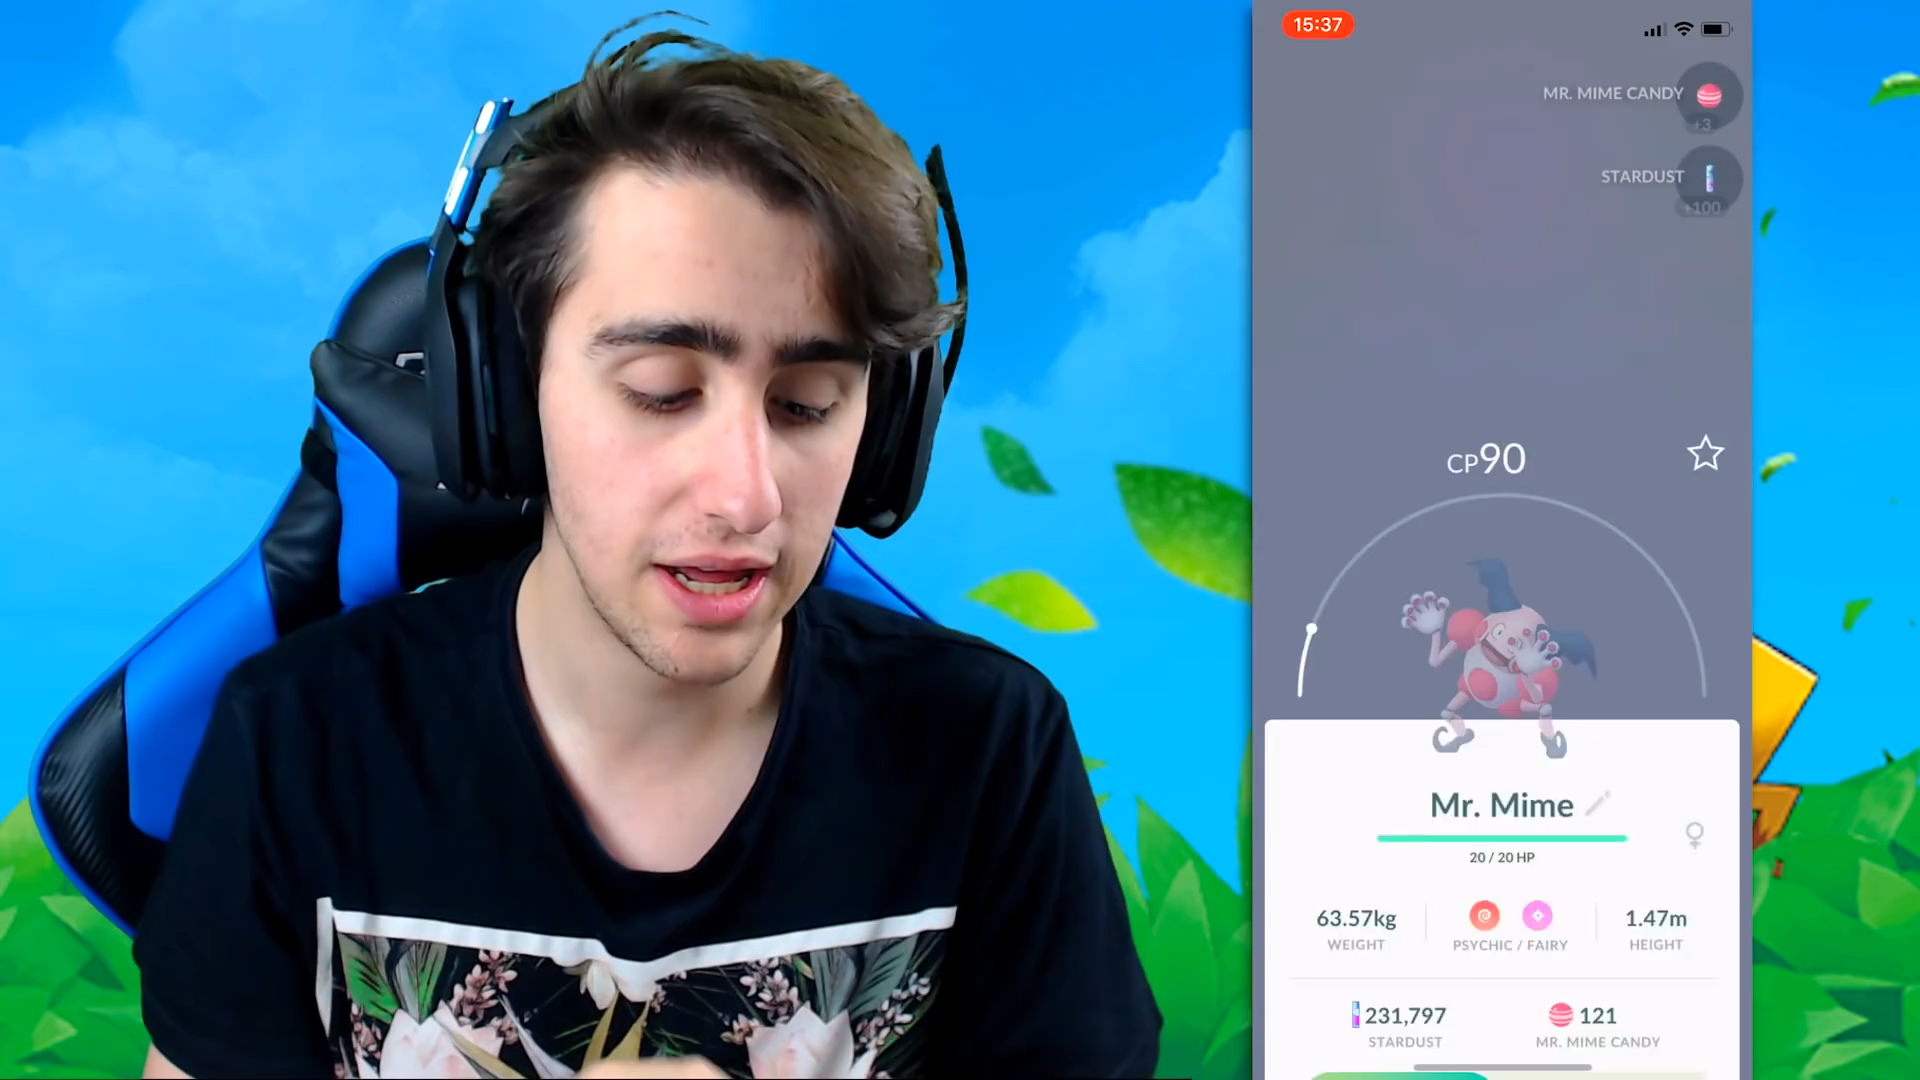 15:37
MR. MIME CANDY
+3
STARDUST
+100
CP90
Mr. Mime
20 / 20 HP
63.57kg
WEIGHT
PSYCHIC / FAIRY
1.47m
HEIGHT
231,797
STARDUST
121
MR. MIME CANDY